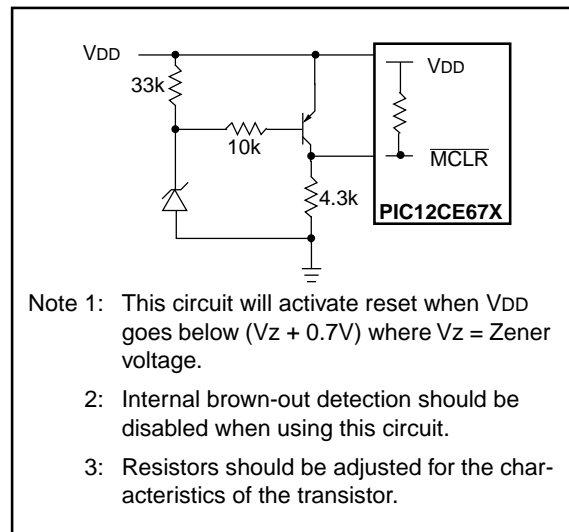 VDD
VDD
33k
10k
MCLR
4.3k
PIC12CE67X
Note 1: This circuit will activate reset when VDD
goes below (Vz + 0.7V) where Vz = Zener
voltage.
2: Internal brown-out detection should be
disabled when using this circuit.
3: Resistors should be adjusted for the char-
acteristics of the transistor.